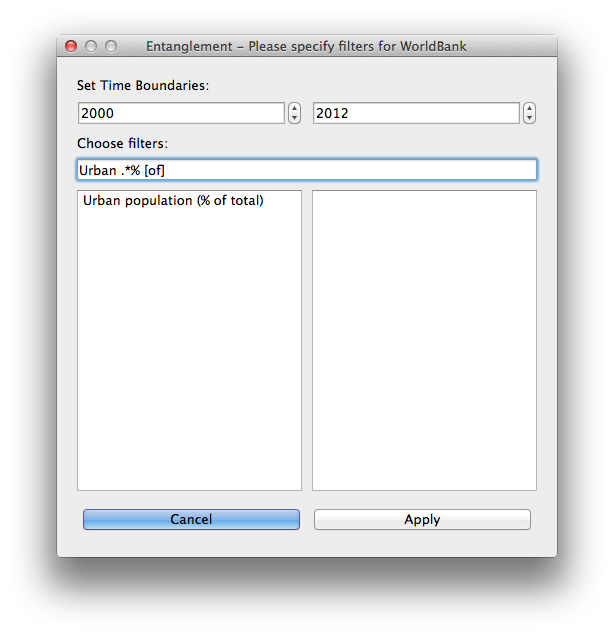 Entanglement – Please specify filters for WorldBank
Set Time Boundaries:
2000 2012
Choose filters:
Urban .*% [of]
Urban population (% of total)
Cancel Apply